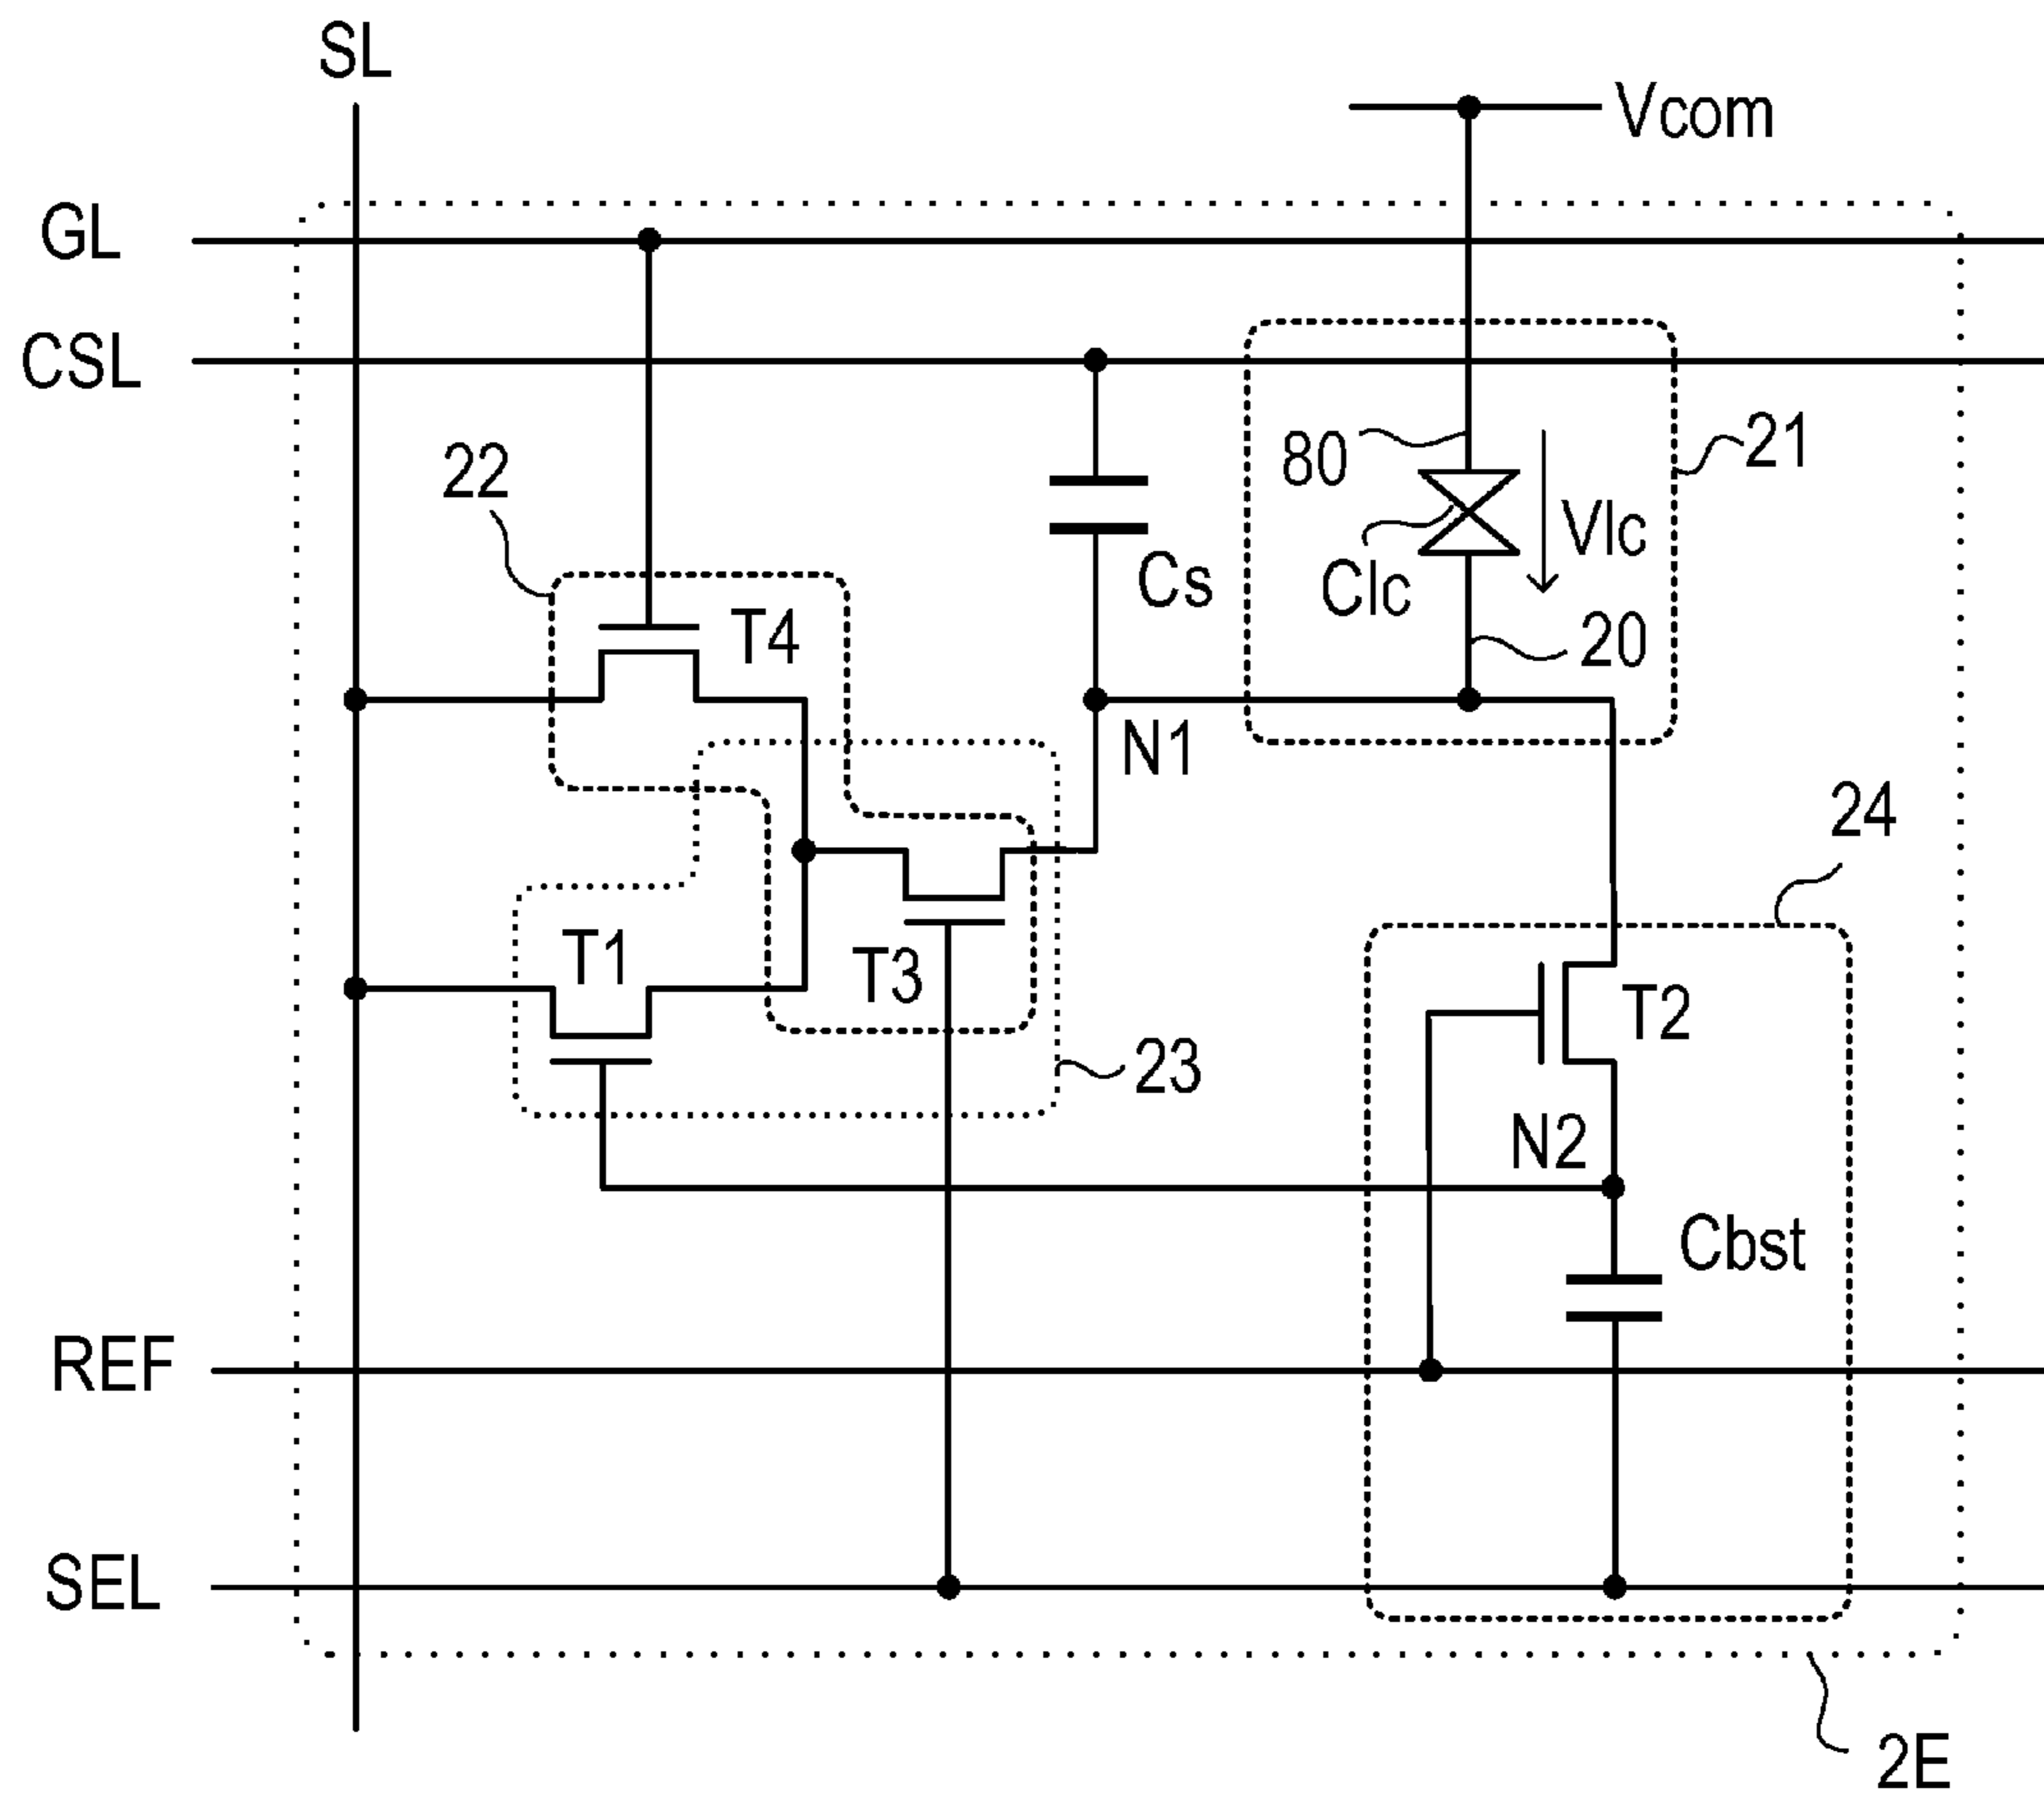 SL
Vcom
GL
CSL
22
80
21
Vlc
Cs
Clc
T4
20
N1
24
T1
T3
T2
23
N2
Cbst
REF
SEL
2E